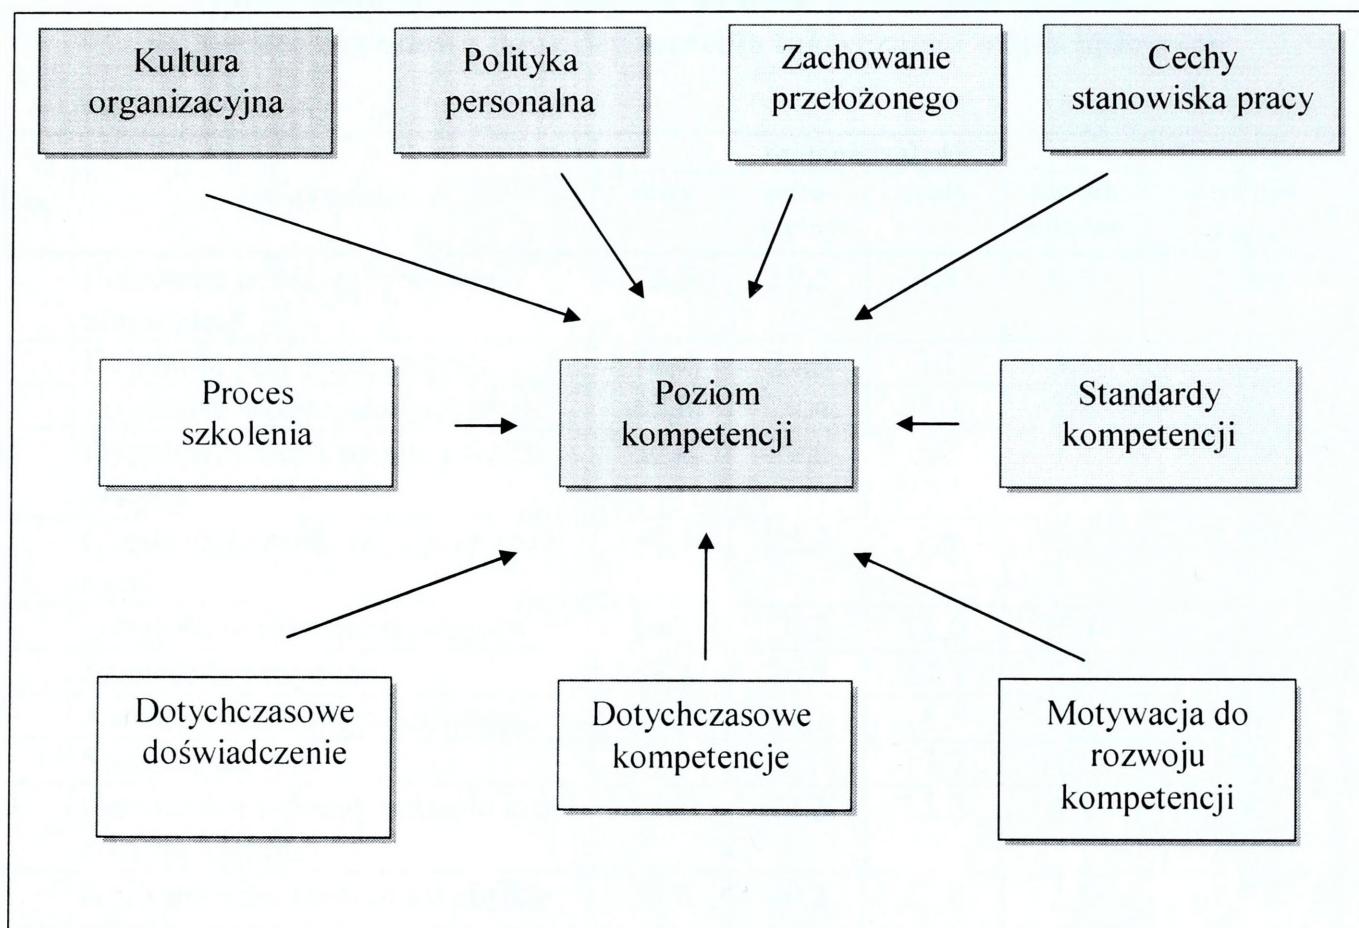 Kultura
organizacyjna
Polityka
personalna
Zachowanie
przełożonego
Cechy
stanowiska pracy
Proces
szkolenia
Poziom
kompetencji
Standardy
kompetencji
Dotychczasowe
doświadczenie
Dotychczasowe
kompetencje
Motywacja do
rozwoju
kompetencji